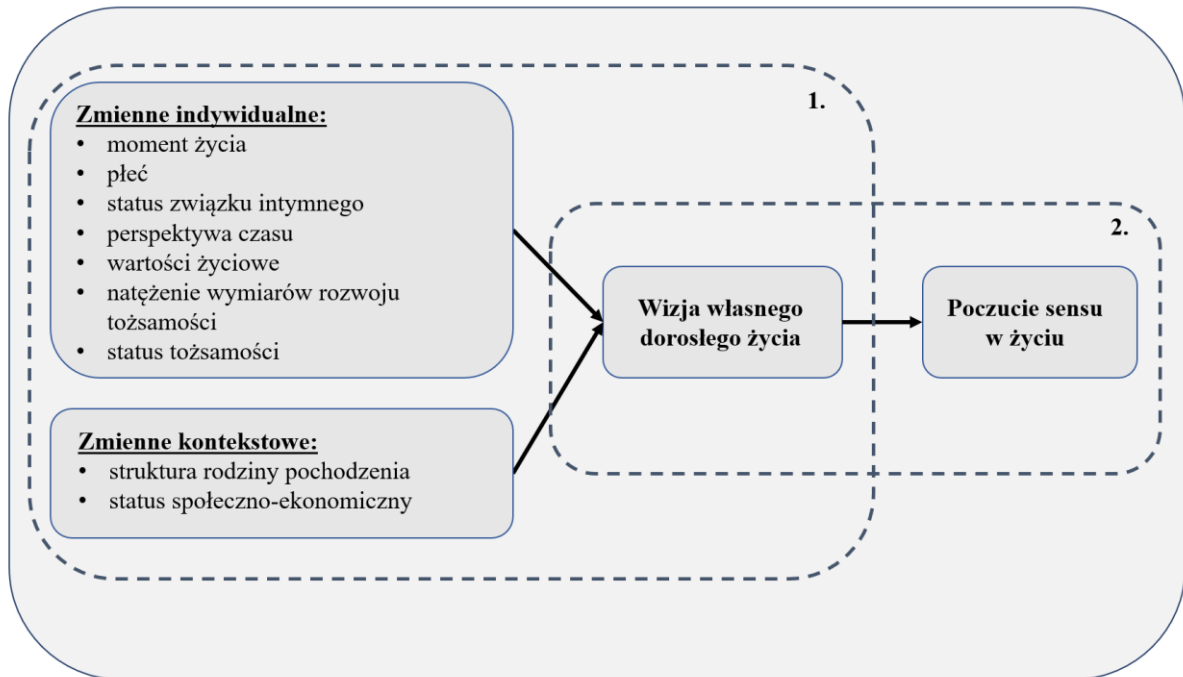 Zmienne indywidualne:
• moment życia
• płeć
• status związku intymnego
• perspektywa czasu
• wartości życiowe
• natężenie wymiarów rozwoju
tożsamości
• status tożsamości
1.
Zmienne kontekstowe:
• struktura rodziny pochodzenia
• status społeczno-ekonomiczny
2.
Wizja własnego
dorosłego życia
Poczucie sensu
w życiu